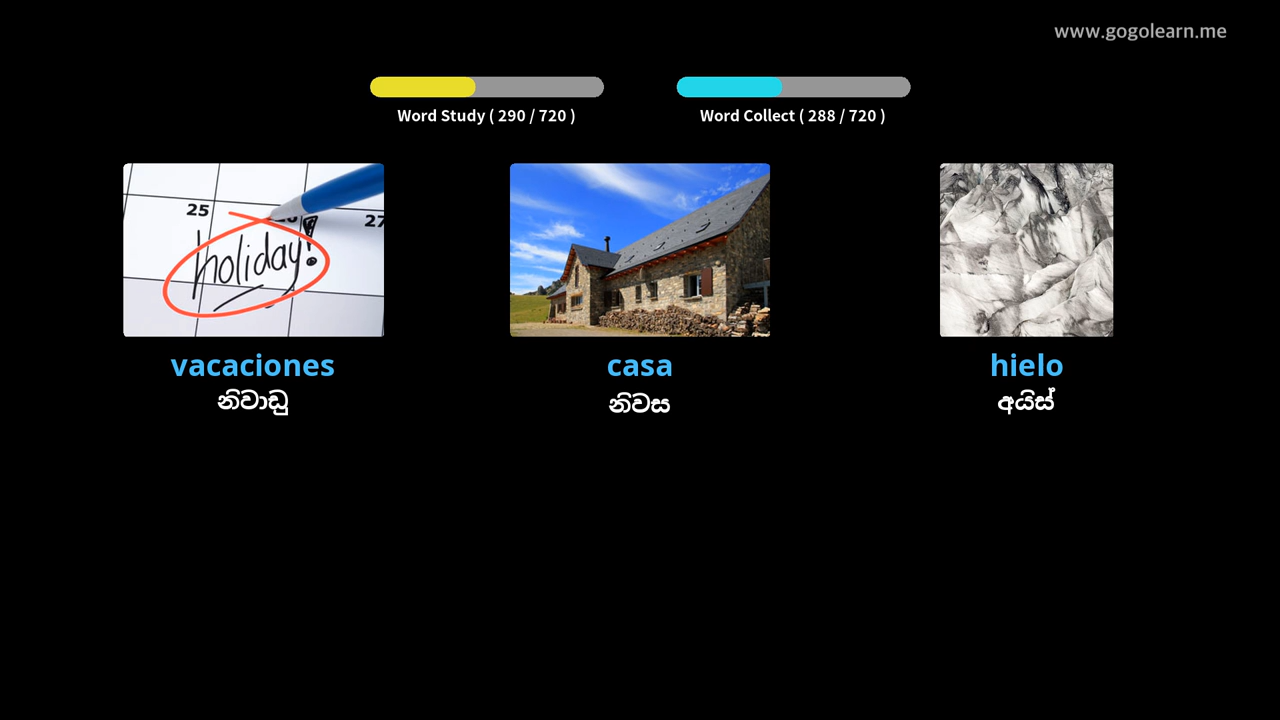 www.gogolearn.me
Word Study ( 290 / 720 )
Word Collect ( 288 / 720 )
25
27
holiday!
vacaciones
casa
hielo
නිවාඩු
නිවස
අයිස්